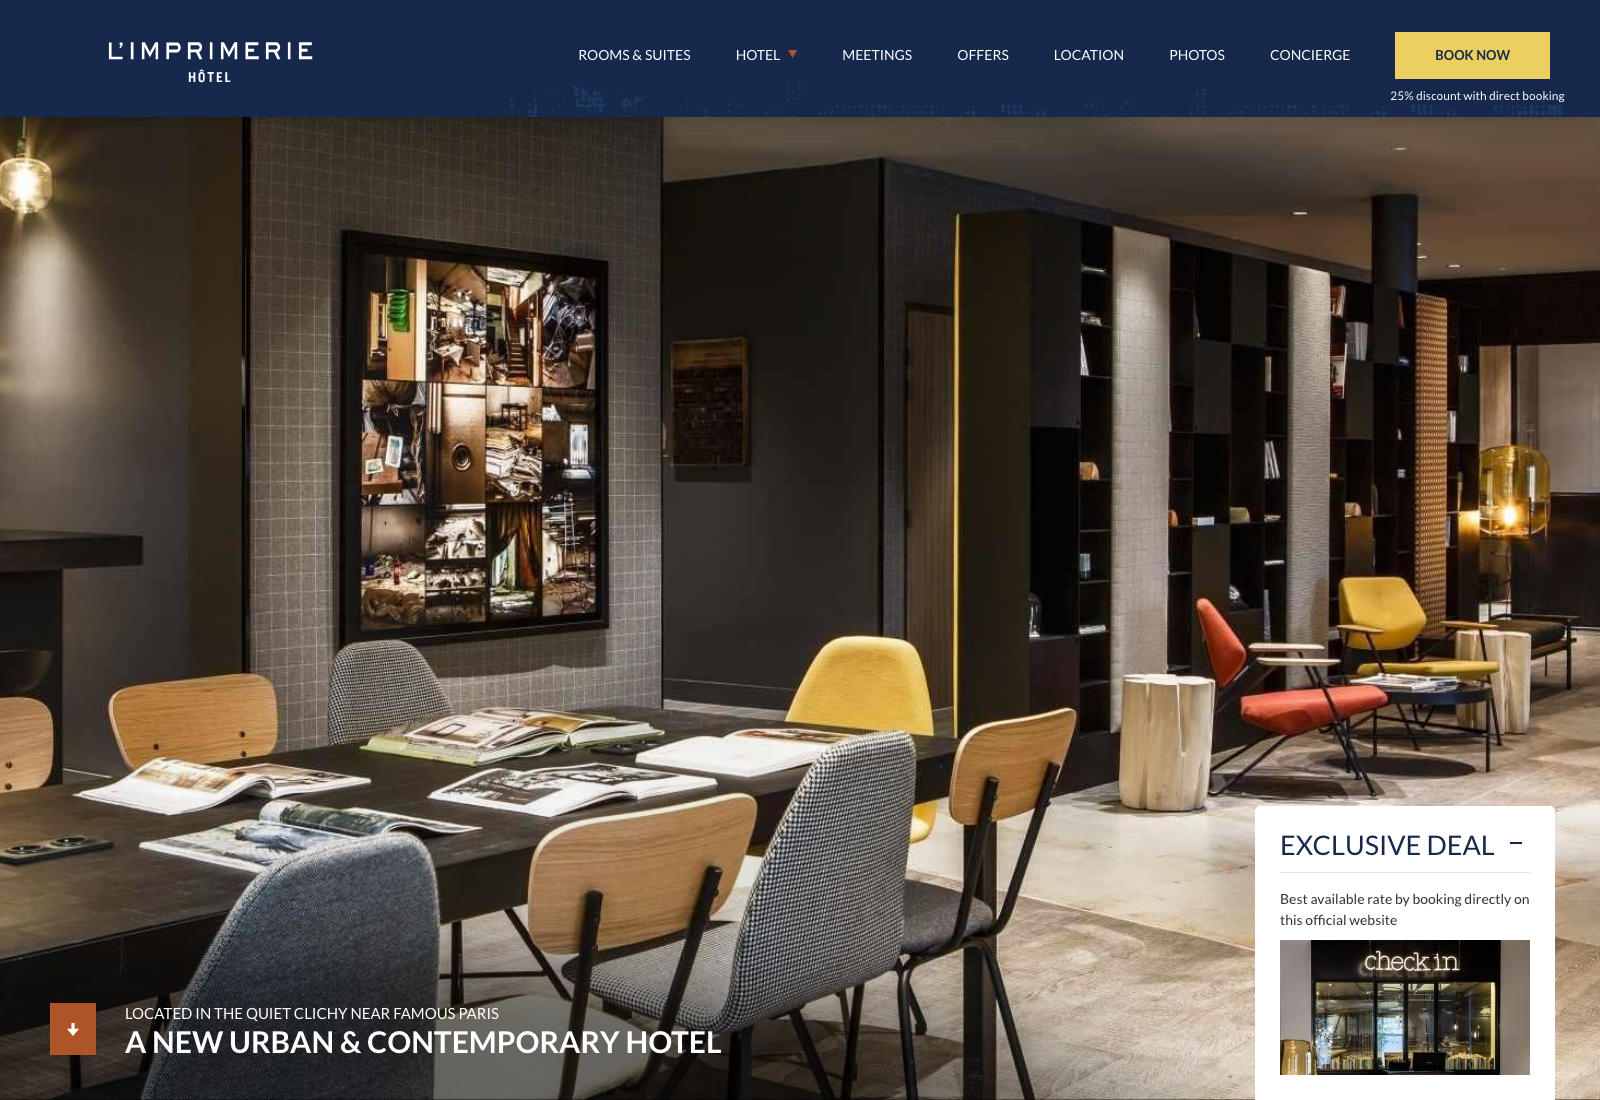 L'IMPRIMERIE
HÔTEL
ROOMS & SUITES
HOTEL
MEETINGS
OFFERS
LOCATION
PHOTOS
CONCIERGE
BOOK NOW
25% discount with direct booking
EXCLUSIVE DEAL
Best available rate by booking directly on
this official website
check in
LOCATED IN THE QUIET CLICHY NEAR FAMOUS PARIS
A NEW URBAN & CONTEMPORARY HOTEL